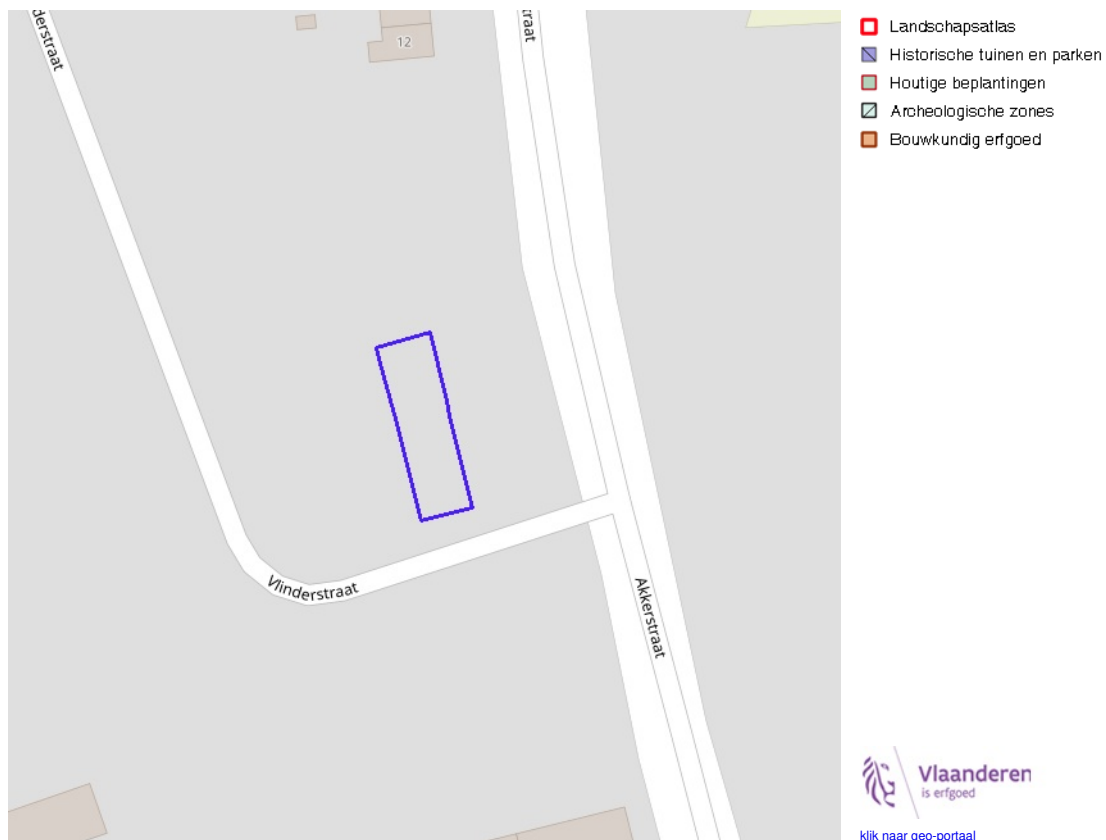 derstraat
12
traat
Vlinderstraat
Akkerstraat
Landschapsatlas
Historische tuinen en parken
Houtige beplantingen
Archeologische zones
Bouwkundig erfgoed
Vlaanderen
is erfgoed
klik naar geo-portaal